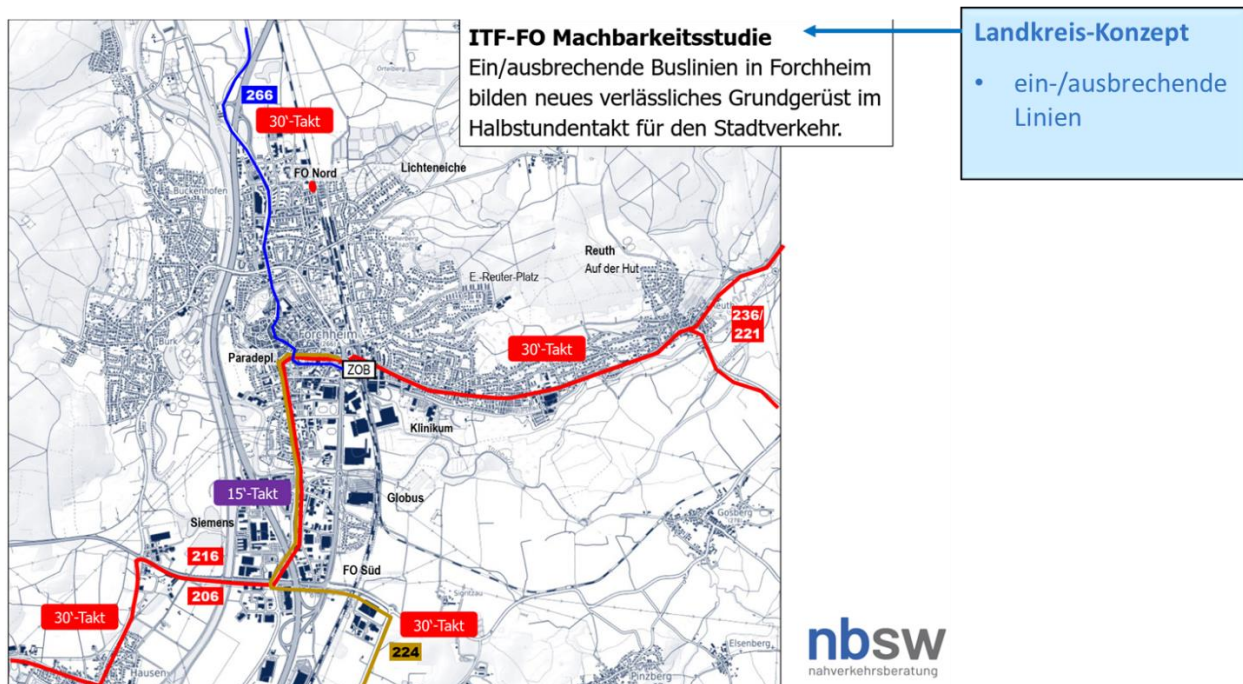 ITF-FO Machbarkeitsstudie
Ein/ausbrechende Buslinien in Forchheim
bilden neues verlässliches Grundgerüst im
Halbstundentakt für den Stadtverkehr.
Landkreis-Konzept
• ein-/ausbrechende
Linien
266
30‘-Takt
FO Nord
Lichteneiche
Buckenhofen
Reuth
Auf der Hut
E.-Reuter-Platz
236/
221
Forchheim
30‘-Takt
Burk
Paradepl.
ZOB
Klinikum
15‘-Takt
Globus
Siemens
Gosberg
216
FO Süd
206
Sigritzau
30‘-Takt
30‘-Takt
224
Hausen
Elsenberg
Pinzberg
nbsw
nahverkehrsberatung